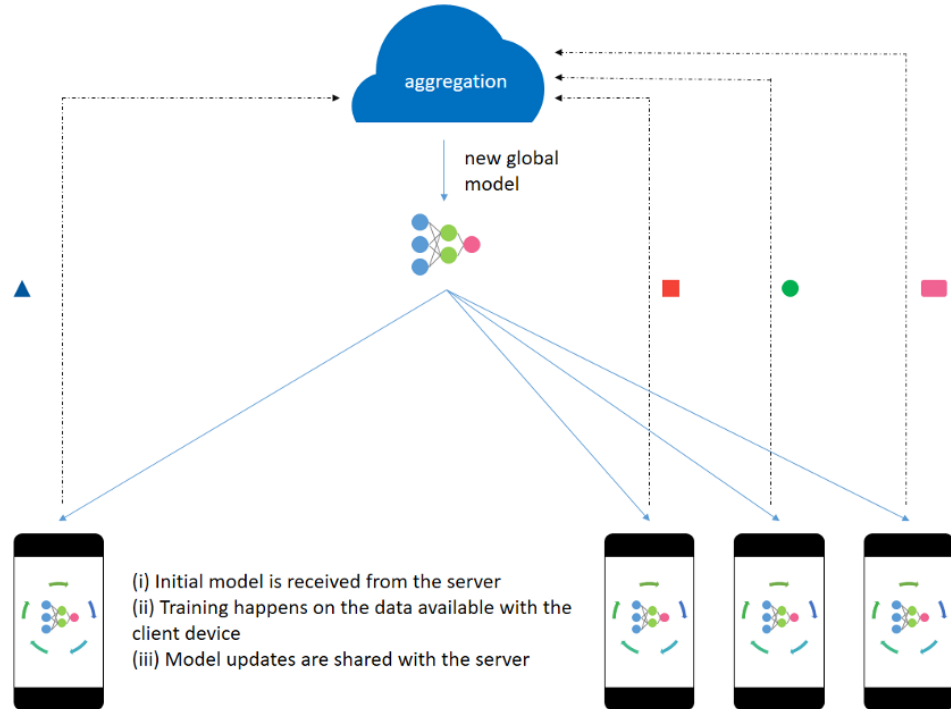 aggregation
new global
model
(i) Initial model is received from the server
(ii) Training happens on the data available with the
client device
(iii) Model updates are shared with the server